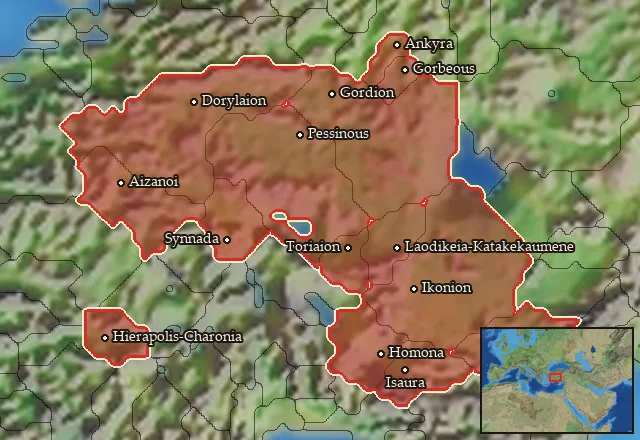 Ankyra
Gorbeous
Gordion
Dorylaion
Pessinous
Aizanoi
Synnada
Toriaion
Laodikeia-Katakekaumene
Ikonion
Hierapolis-Charonia
Homona
Isaura